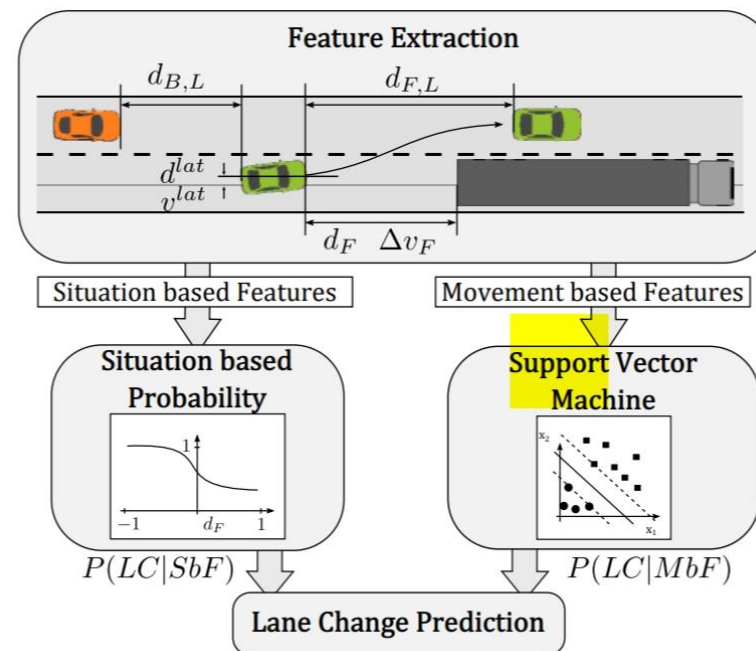 Feature Extraction
d_{B,L}
d_{F,L}
d^{lat}
v^{lat}
d_F Δv_F
Situation based Features
Movement based Features
Situation based
Probability
1
−1
d_F
1
Support Vector
Machine
x_2
x_1
P(LC|SbF)
P(LC|MbF)
Lane Change Prediction